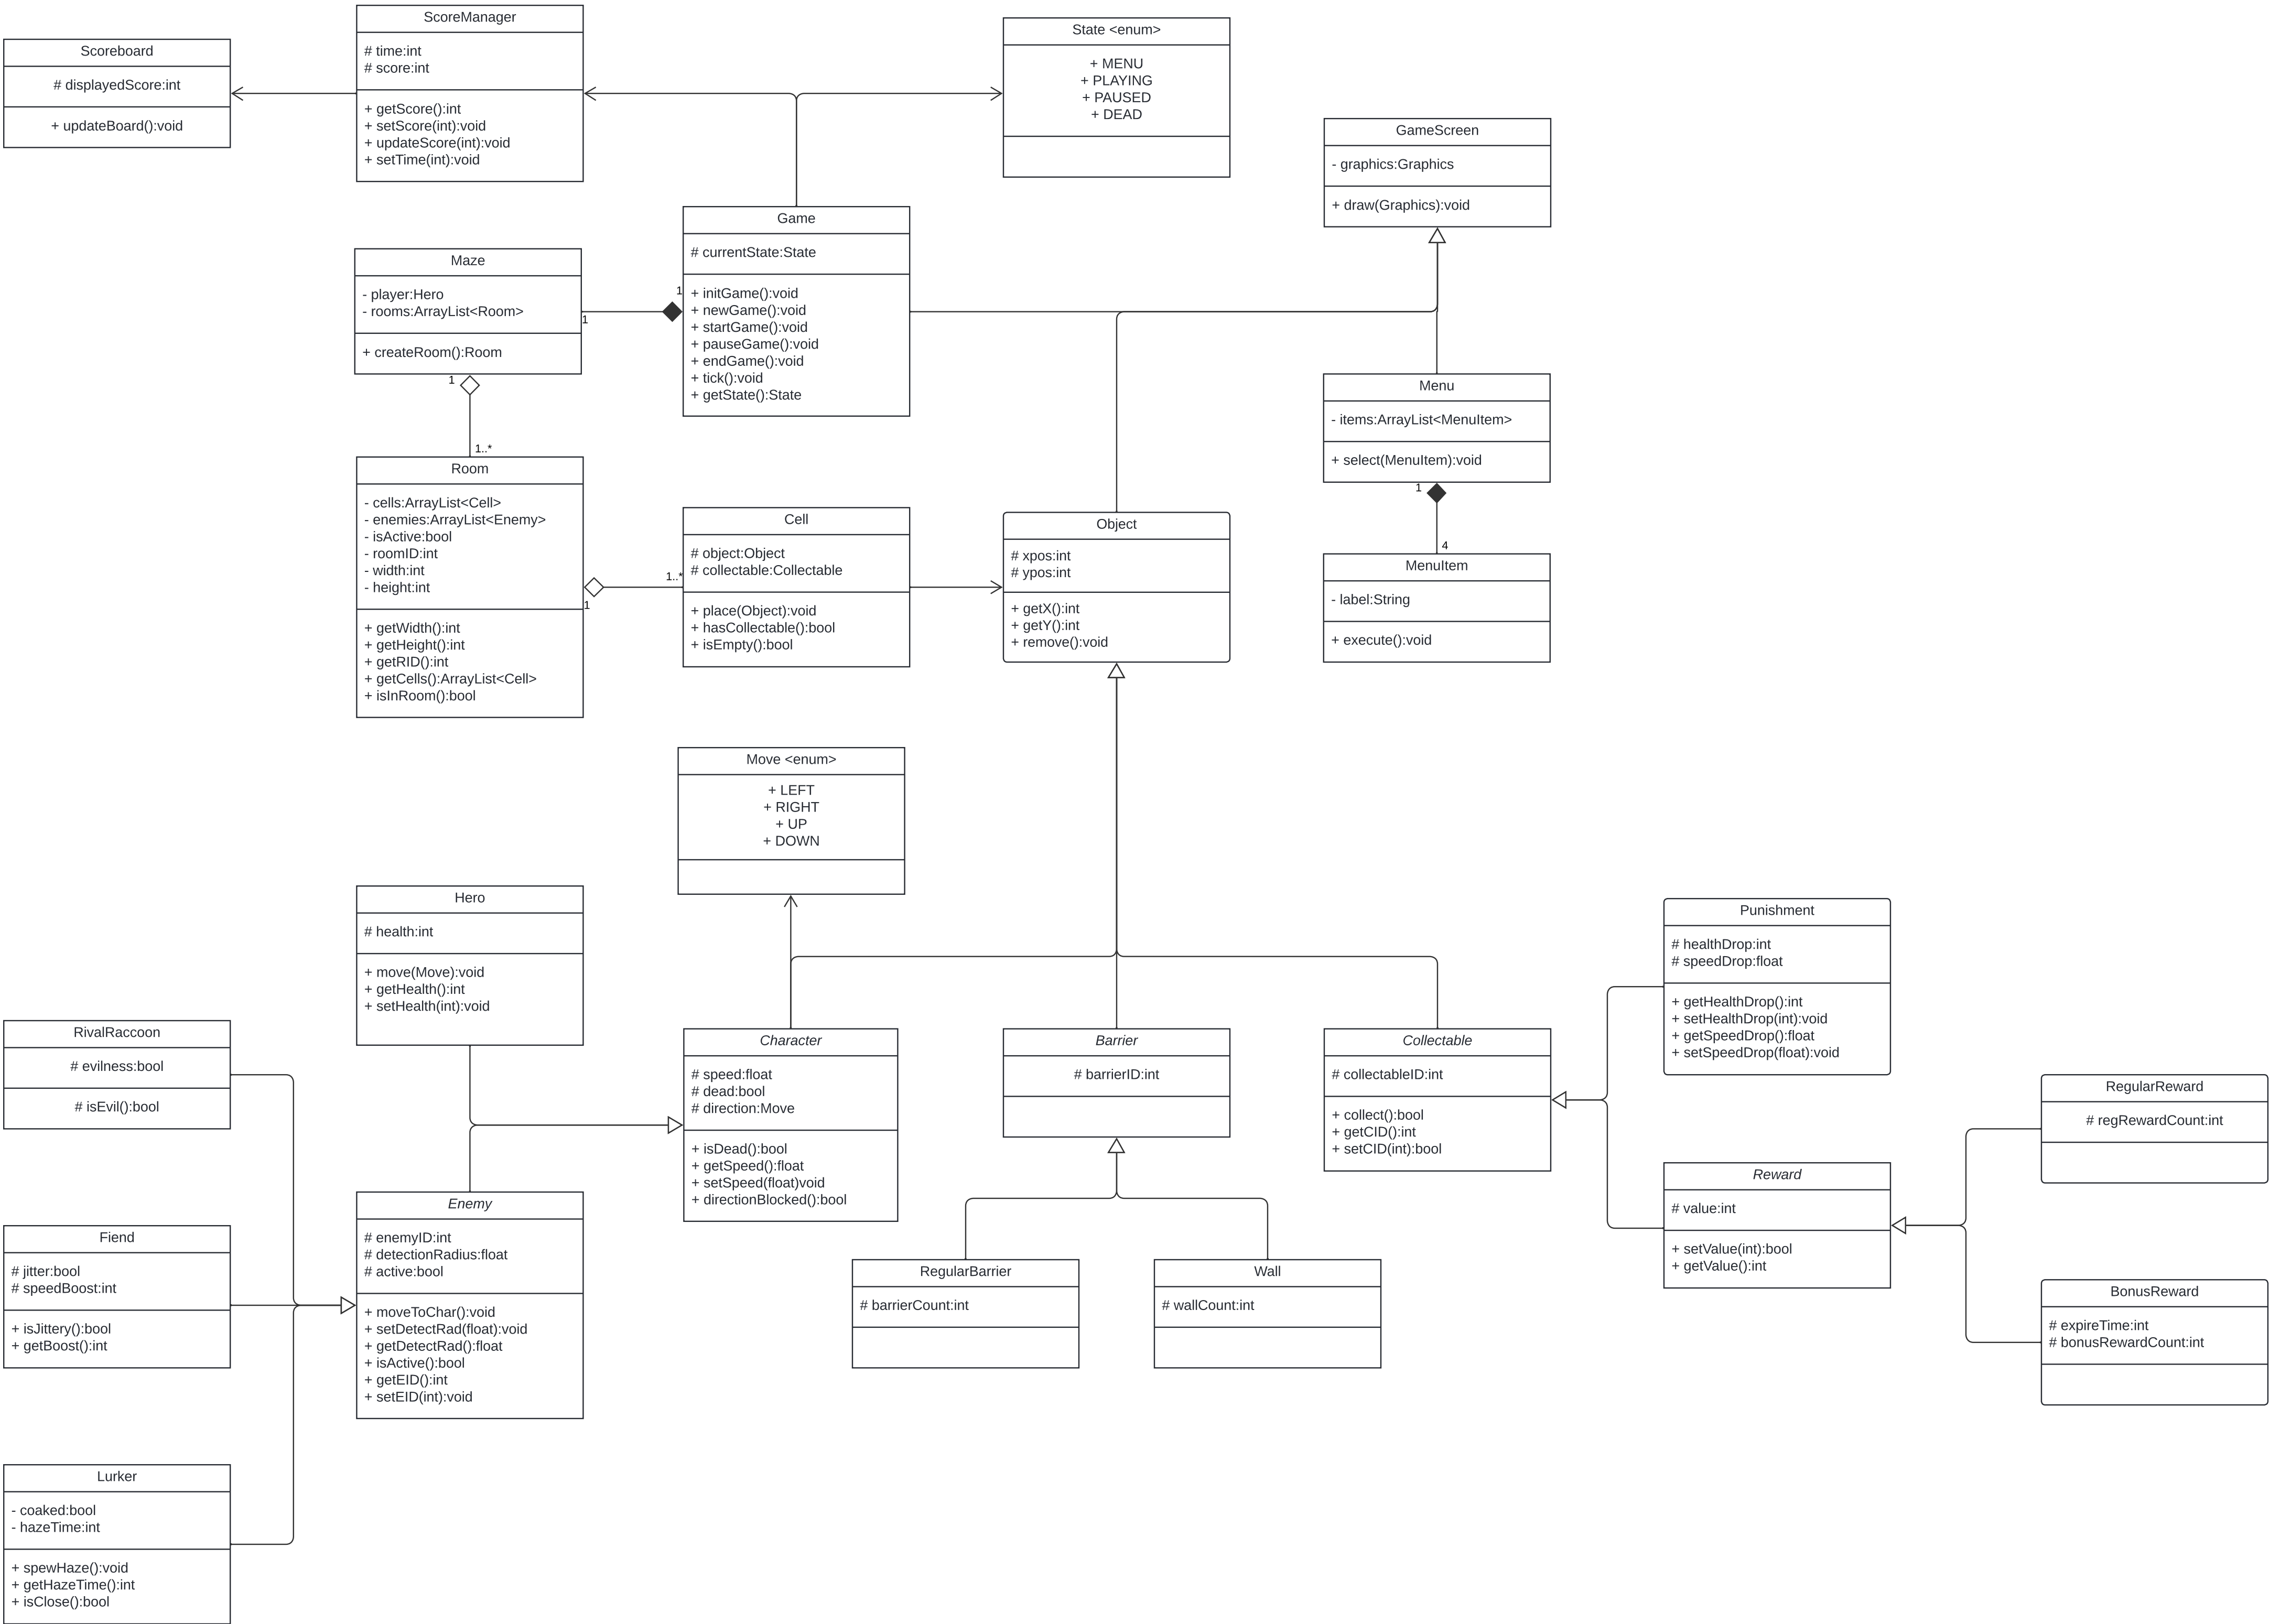 Scoreboard
# displayedScore:int
+ updateBoard():void
ScoreManager
# time:int
# score:int
+ getScore():int
+ setScore(int):void
+ updateScore(int):void
+ setTime(int):void
State <enum>
+ MENU
+ PLAYING
+ PAUSED
+ DEAD
GameScreen
- graphics:Graphics
+ draw(Graphics):void
Maze
- player:Hero
- rooms:ArrayList<Room>
+ createRoom():Room
1
1
Game
# currentState:State
+ initGame():void
+ newGame():void
+ startGame():void
+ pauseGame():void
+ endGame():void
+ tick():void
+ getState():State
Menu
- items:ArrayList<MenuItem>
+ select(MenuItem):void
1
4
MenuItem
- label:String
+ execute():void
1
1..*
Room
- cells:ArrayList<Cell>
- enemies:ArrayList<Enemy>
- isActive:bool
- roomID:int
- width:int
- height:int
+ getWidth():int
+ getHeight():int
+ getRID():int
+ getCells():ArrayList<Cell>
+ isInRoom():bool
1
1..*
Cell
# object:Object
# collectable:Collectable
+ place(Object):void
+ hasCollectable():bool
+ isEmpty():bool
Object
# xpos:int
# ypos:int
+ getX():int
+ getY():int
+ remove():void
Move <enum>
+ LEFT
+ RIGHT
+ UP
+ DOWN
Hero
# health:int
+ move(Move):void
+ getHealth():int
+ setHealth(int):void
Punishment
# healthDrop:int
# speedDrop:float
+ getHealthDrop():int
+ setHealthDrop(int):void
+ getSpeedDrop():float
+ setSpeedDrop(float):void
RivalRaccoon
# evilness:bool
# isEvil():bool
Character
# speed:float
# dead:bool
# direction:Move
+ isDead():bool
+ getSpeed():float
+ setSpeed(float)void
+ directionBlocked():bool
Barrier
# barrierID:int
Collectable
# collectableID:int
+ collect():bool
+ getCID():int
+ setCID(int):bool
RegularReward
# regRewardCount:int
Reward
# value:int
+ setValue(int):bool
+ getValue():int
Enemy
# enemyID:int
# detectionRadius:float
# active:bool
+ moveToChar():void
+ setDetectRad(float):void
+ getDetectRad():float
+ isActive():bool
+ getEID():int
+ setEID(int):void
Fiend
# jitter:bool
# speedBoost:int
+ isJittery():bool
+ getBoost():int
RegularBarrier
# barrierCount:int
Wall
# wallCount:int
BonusReward
# expireTime:int
# bonusRewardCount:int
Lurker
- coaked:bool
- hazeTime:int
+ spewHaze():void
+ getHazeTime():int
+ isClose():bool